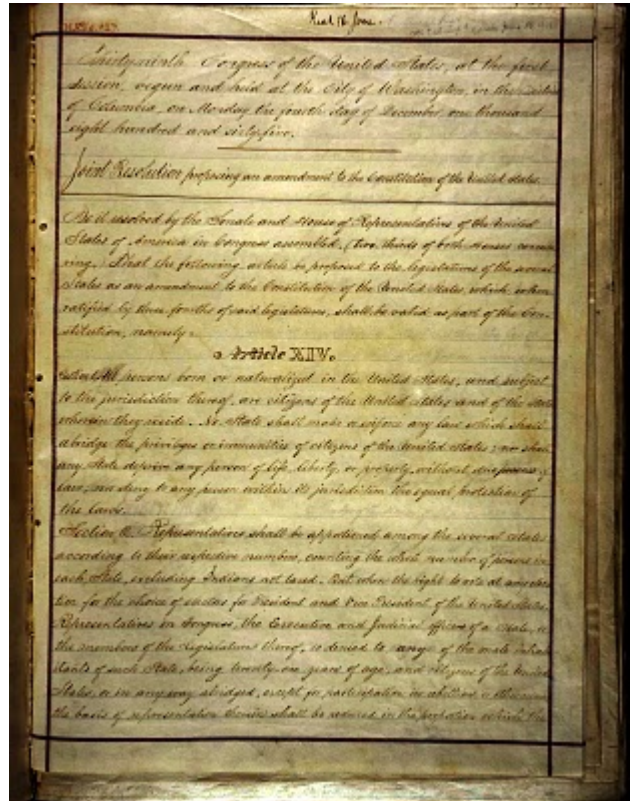 Thirty-ninth Congress of the United States, at the first
session, begun and held at the City of Washington, in the District
of Columbia, on Monday the fourth day of December, one thousand
eight hundred and sixty-five.
Joint Resolution proposing an amendment to the Constitution of the United States.
Be it resolved by the Senate and House of Representatives of the United
States of America in Congress assembled, (two thirds of both Houses concur
ring,) That the following article be proposed to the legislatures of the several
States as an amendment to the Constitution of the United States, which, when
ratified by three fourths of said legislatures, shall be valid as part of the Con-
stitution, namely:
Article XIV.
Section 1. All persons born or naturalized in the United States, and subject
to the jurisdiction thereof, are citizens of the United States and of the State
wherein they reside. No State shall make or enforce any law which shall
abridge the privileges or immunities of citizens of the United States; nor shall
any State deprive any person of life, liberty, or property, without due process of
law; nor deny to any person within its jurisdiction the equal protection of
the laws.
Section 2. Representatives shall be apportioned among the several States
according to their respective numbers, counting the whole number of persons in
each State, excluding Indians not taxed. But when the right to vote at any elec
tion for the choice of electors for President and Vice President of the United States,
Representatives in Congress, the Executive and Judicial officers of a State, or
the members of the Legislature thereof, is denied to any of the male inhabi
tants of such State, being twenty-one years of age, and citizens of the United
States, or in any way abridged, except for participation in rebellion, or other crime,
the basis of representation therein shall be reduced in the proportion which the